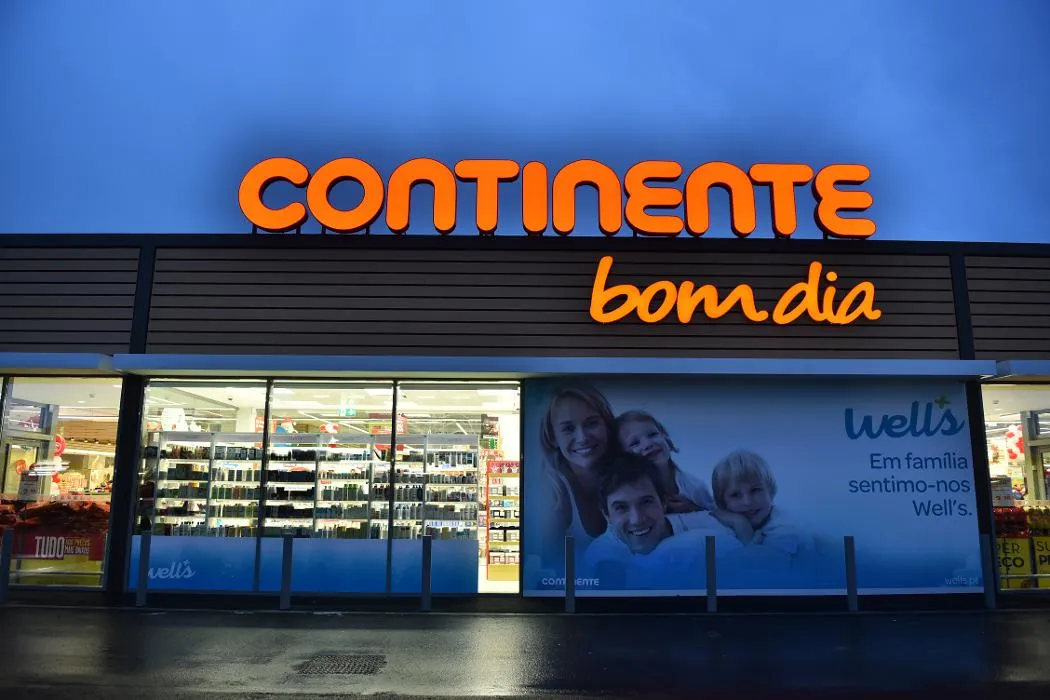 CONTINENTE
bom dia
well's
Em família
sentimo-nos
Well's.
TUDO
well's
CONTINENTE
wells.pt